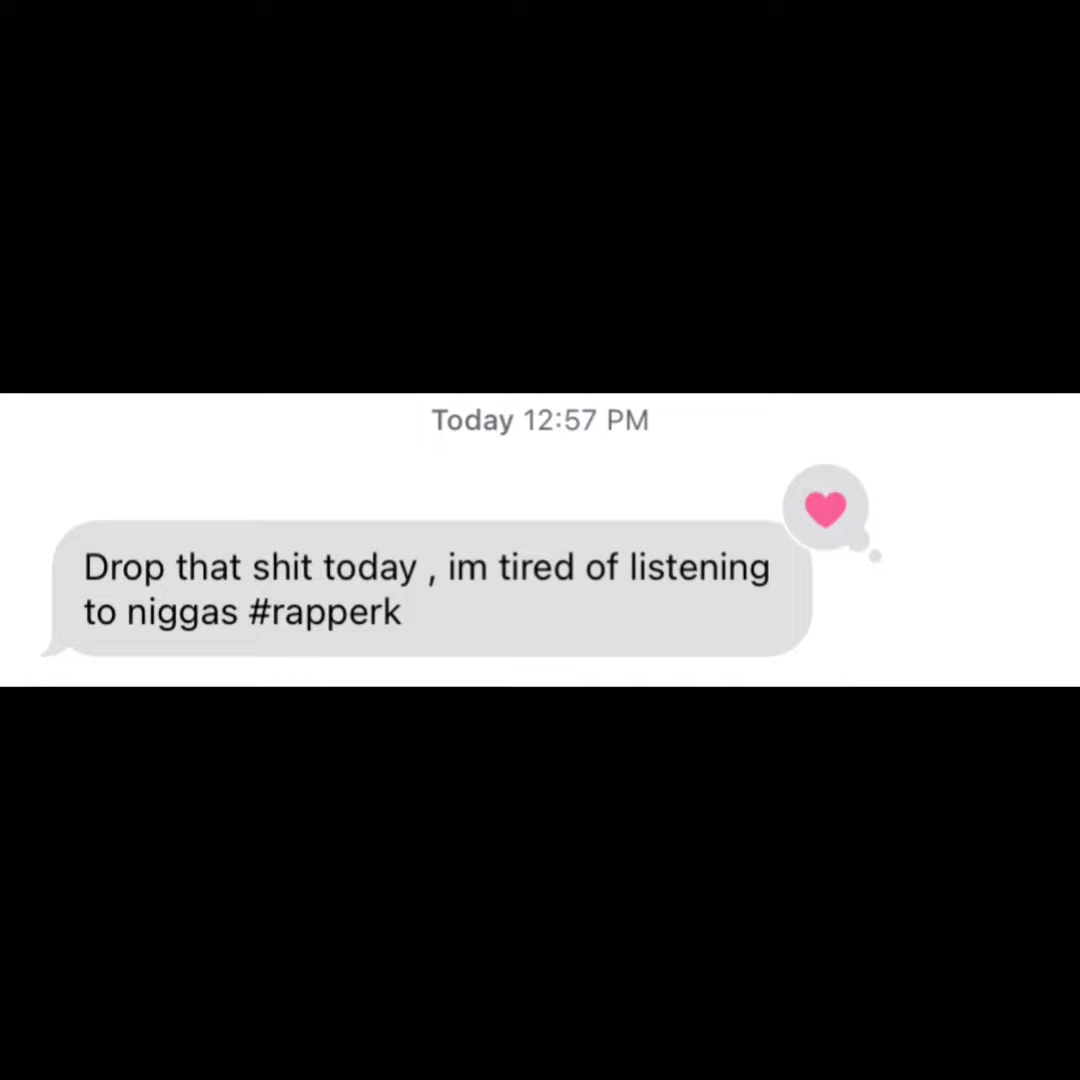 Today 12:57 PM
Drop that shit today , im tired of listening
to niggas #rapperk